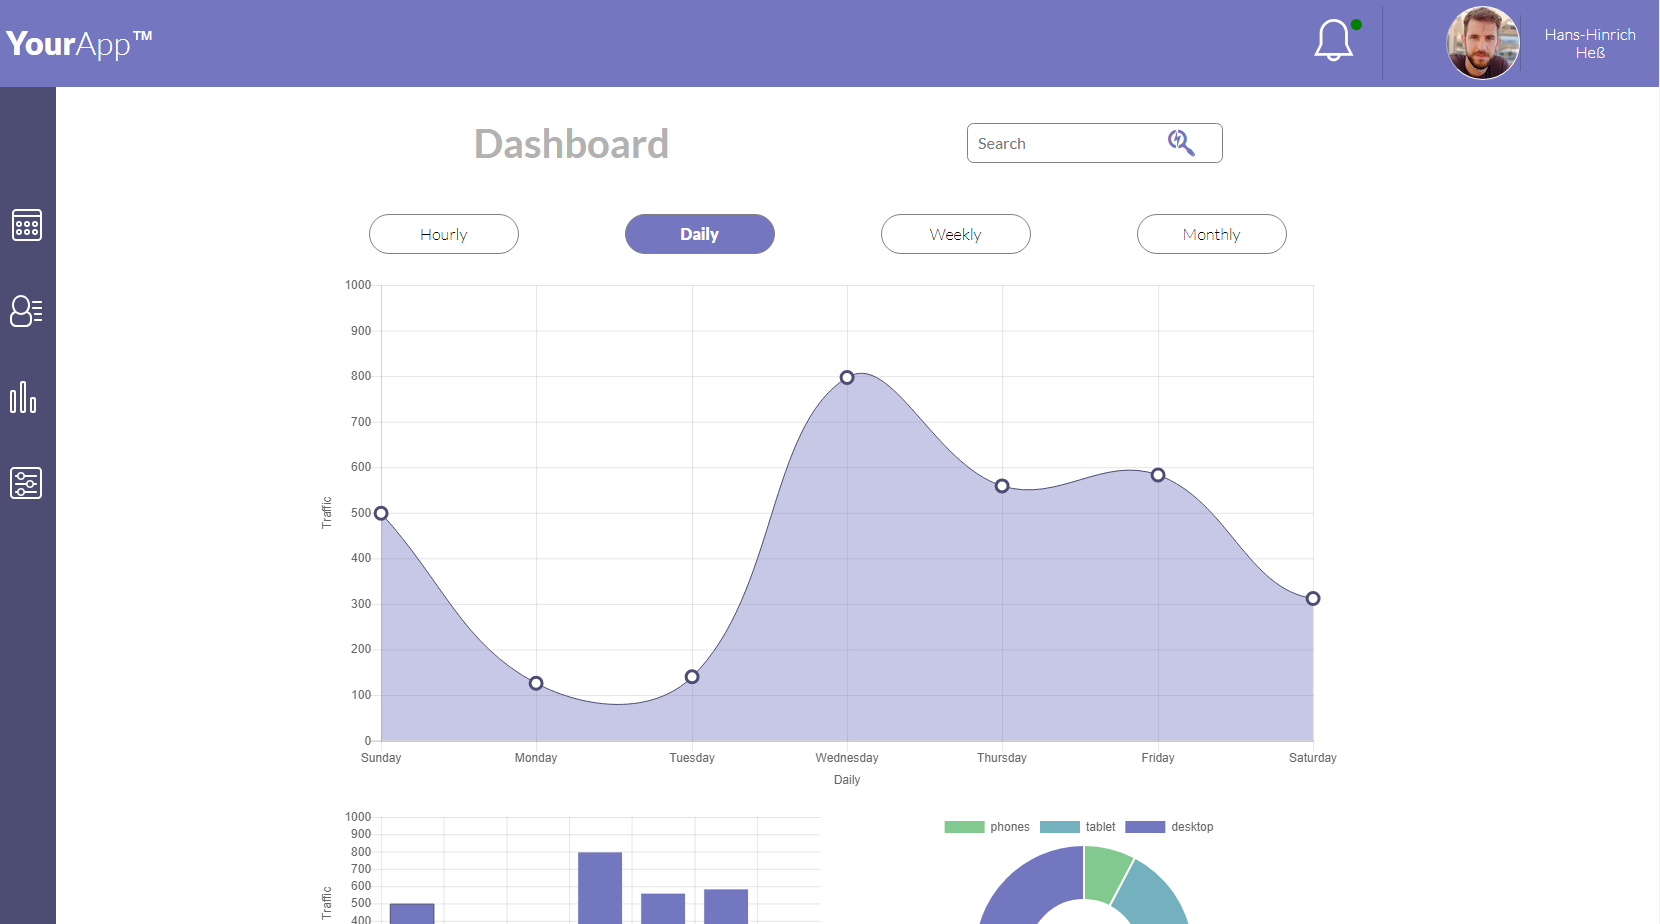 YourApp™
Hans-Hinrich
Heß
Dashboard
Search
Hourly
Daily
Weekly
Monthly
1000
900
800
700
600
500
400
300
200
100
0
Traffic
Sunday
Monday
Tuesday
Wednesday
Thursday
Friday
Saturday
Daily
1000
900
800
700
600
500
400
Traffic
phones
tablet
desktop